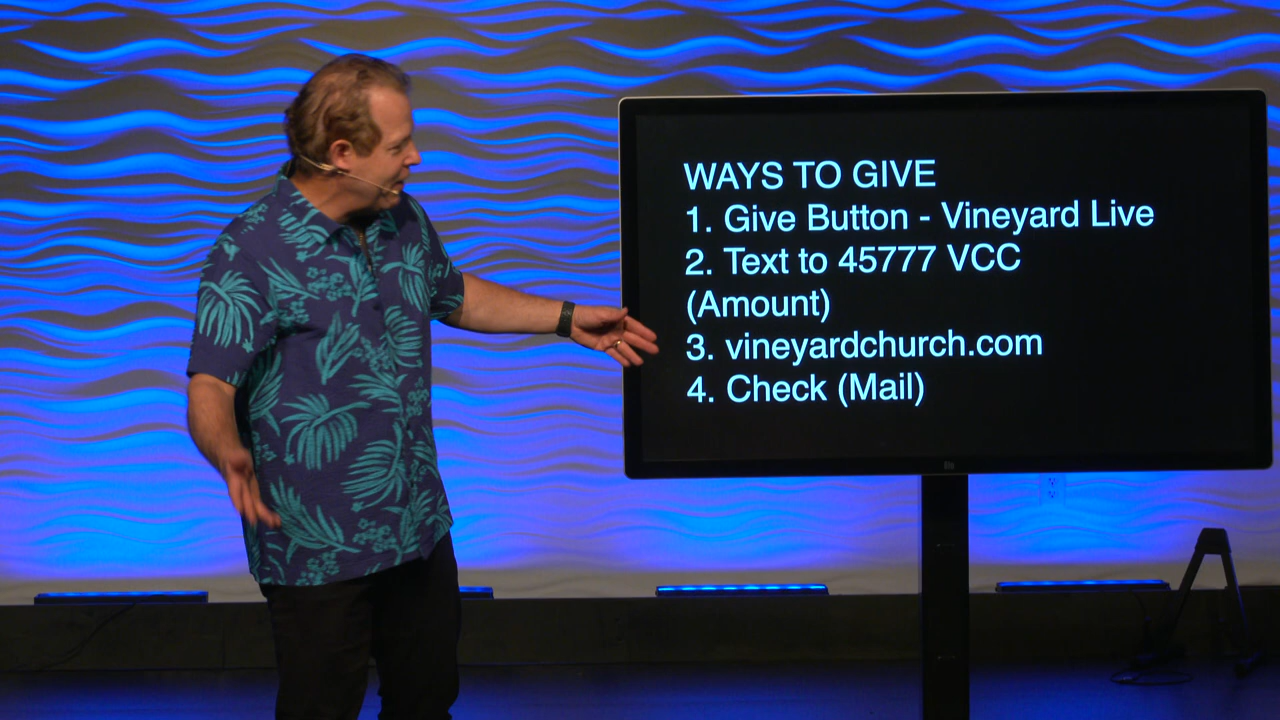 WAYS TO GIVE
1. Give Button - Vineyard Live
2. Text to 45777 VCC
(Amount)
3. vineyardchurch.com
4. Check (Mail)